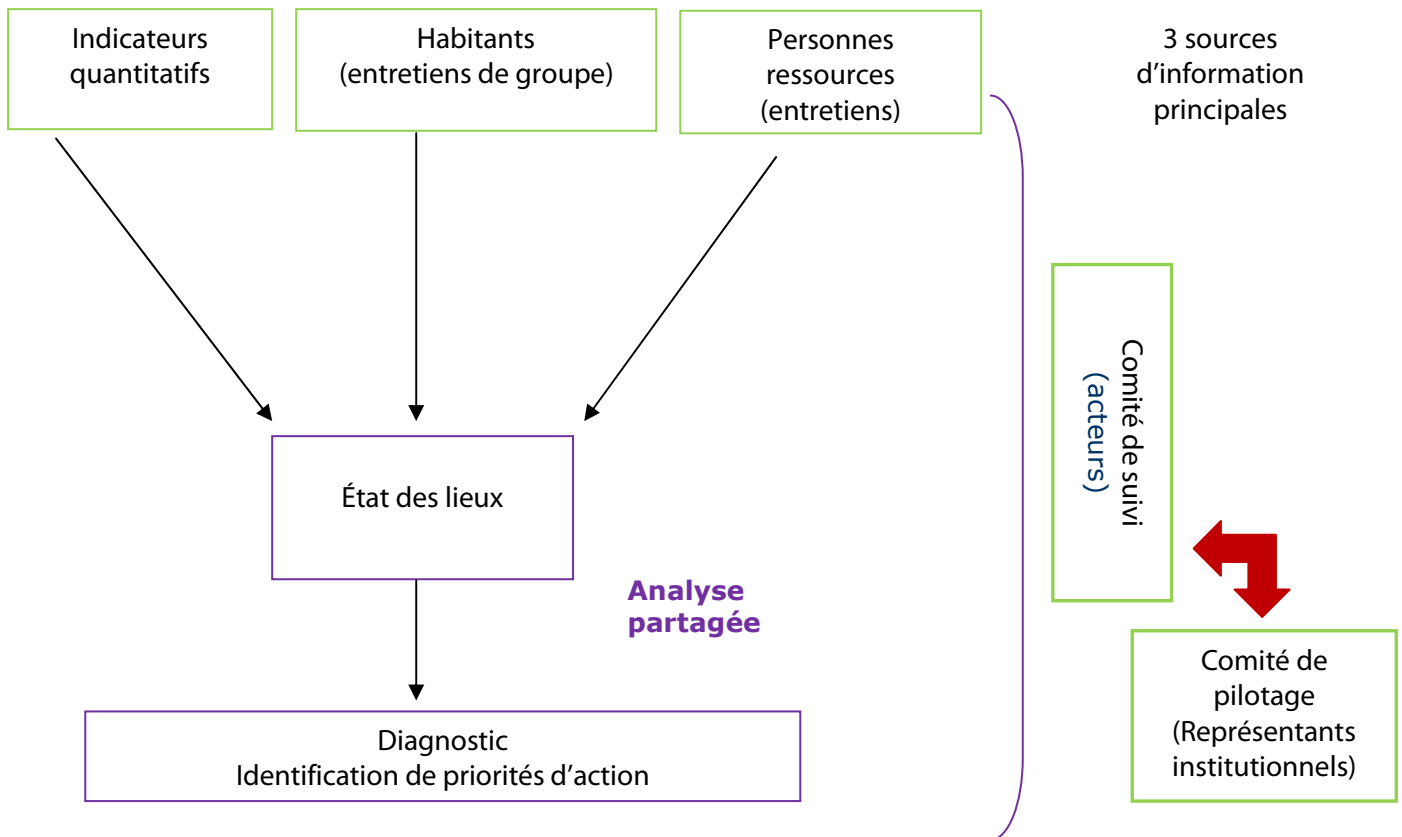 Indicateurs
quantitatifs
Habitants
(entretiens de groupe)
Personnes
ressources
(entretiens)
3 sources
d’information
principales
Comité de suivi
(acteurs)
État des lieux
Analyse
partagée
Comité de
pilotage
(Représentants
institutionnels)
Diagnostic
Identification de priorités d’action